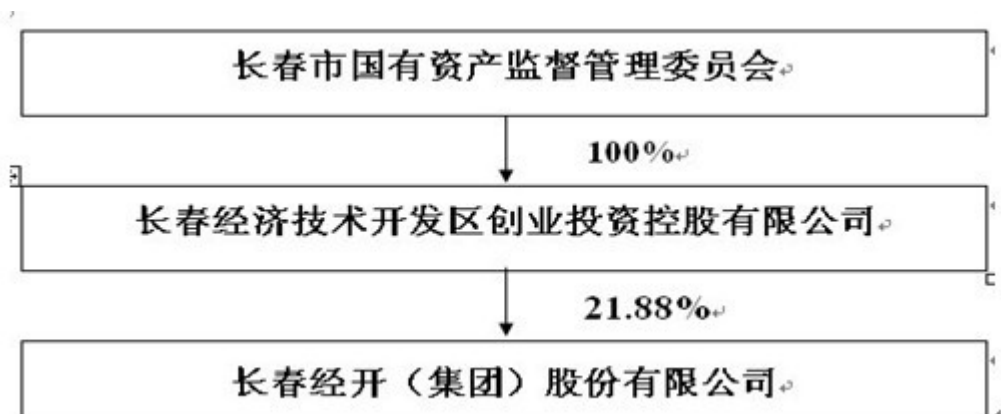 长春市国有资产监督管理委员会
100%
长春经济技术开发区创业投资控股有限公司
21.88%
长春经开（集团）股份有限公司